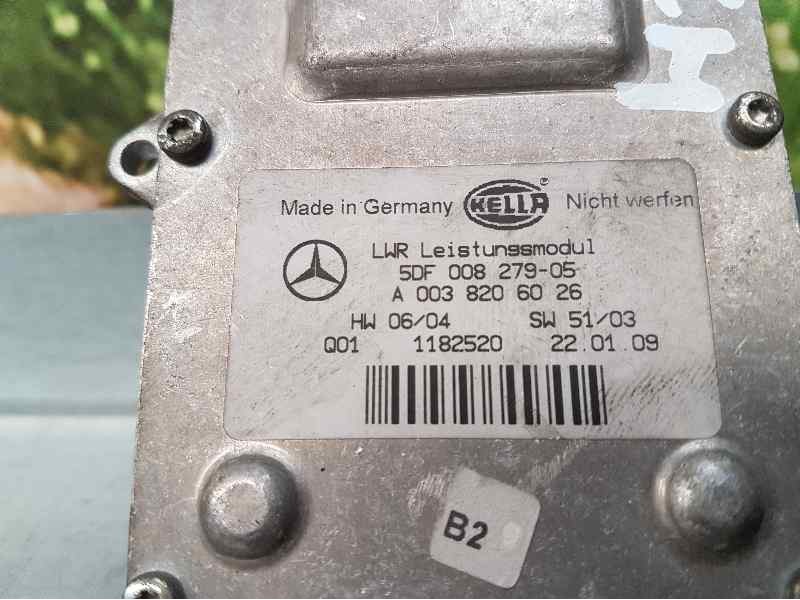 Made in Germany HELLA ® Nicht werfen
LWR Leistungsmodul
5DF 008 279-05
A 003 820 60 26
HW 06/04 SW 51/03
Q01 1182520 22.01.09
B2